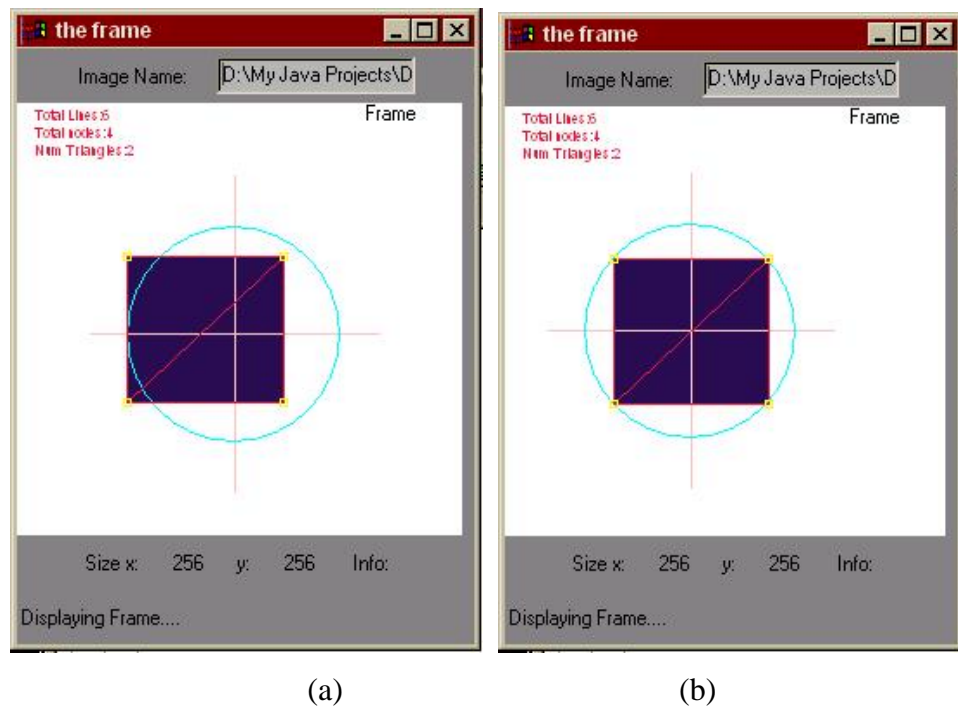 the frame
Image Name: D:\My Java Projects\D
Frame
Total Lines:6
Total nodes:4
Num Triangles:2
Size x: 256 y: 256 Info:
Displaying Frame....
the frame
Image Name: D:\My Java Projects\D
Frame
Total Lines:6
Total nodes:4
Num Triangles:2
Size x: 256 y: 256 Info:
Displaying Frame....
(a) (b)